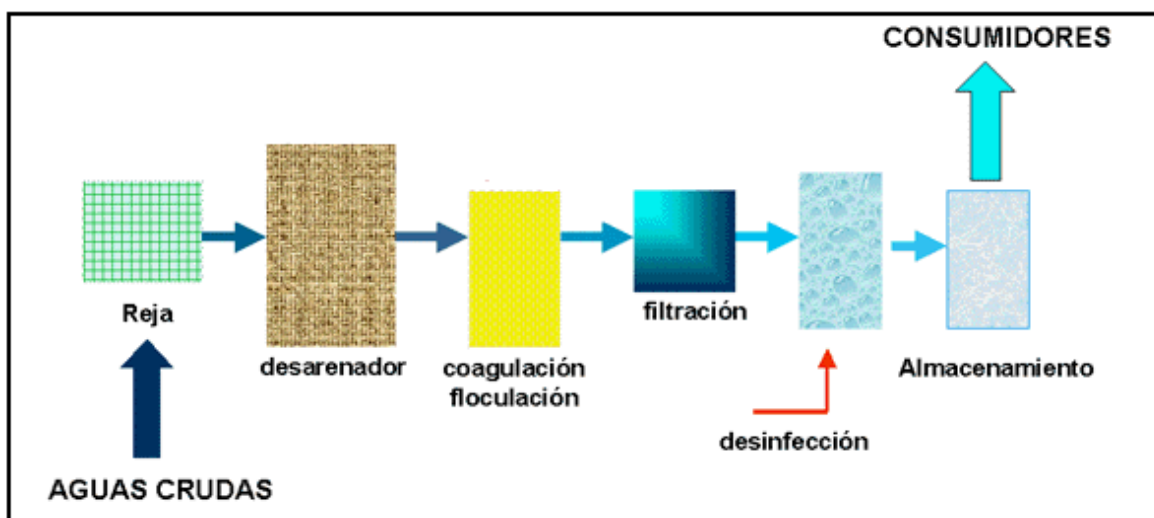 CONSUMIDORES
Reja
desarenador
coagulación
floculación
filtración
desinfección
Almacenamiento
AGUAS CRUDAS